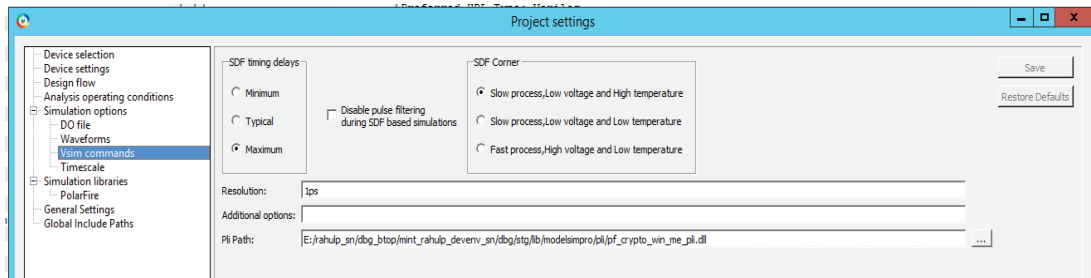 Preferred HDL Type: Verilog
Project settings
Device selection
Device settings
Design flow
Analysis operating conditions
Simulation options
DO file
Waveforms
Vsim commands
Timescale
Simulation libraries
PolarFire
General Settings
Global Include Paths
SDF timing delays
Minimum
Typical
Maximum
Disable pulse filtering
during SDF based simulations
SDF Corner
Slow process,Low voltage and High temperature
Slow process,Low voltage and Low temperature
Fast process,High voltage and Low temperature
Save
Restore Defaults
Resolution: 1ps
Additional options:
Pli Path: E:/rahulp_sn/dbg_btop/mint_rahulp_devenv_sn/dbg/stg/lib/modelsimpro/pli/pf_crypto_win_me_pli.dll ...